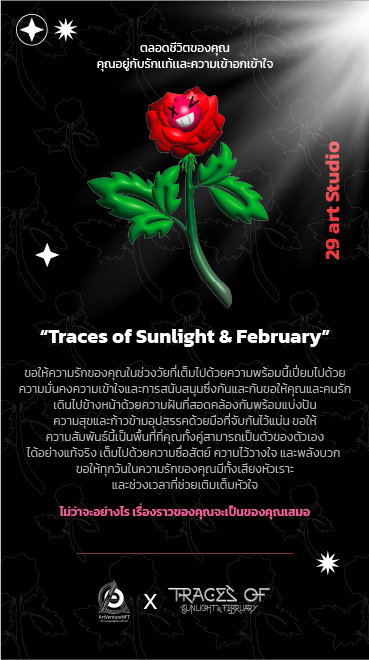 ตลอดชีวิตของคุณ
คุณอยู่กับรักแท้และความเข้าอกเข้าใจ
29 art Studio
“Traces of Sunlight & February”
ขอให้ความรักของคุณในช่วงวัยที่เต็มไปด้วยความพร้อมนี้เปี่ยมไปด้วย
ความมั่นคงความเข้าใจและการสนับสนุนซึ่งกันและกันขอให้คุณและคนรัก
เดินไปข้างหน้าด้วยความฝันที่สอดคล้องกันพร้อมแบ่งปัน
ความสุขและก้าวข้ามอุปสรรคด้วยมือที่จับกันไว้แน่น ขอให้
ความสัมพันธ์นี้เป็นพื้นที่ที่คุณทั้งคู่สามารถเป็นตัวของตัวเอง
ได้อย่างแท้จริง เต็มไปด้วยความซื่อสัตย์ ความไว้วางใจ และพลังบวก
ขอให้ทุกวันในความรักของคุณมีทั้งเสียงหัวเราะ
และช่วงเวลาที่ช่วยเติมเต็มหัวใจ
ไม่ว่าจะอย่างไร เรื่องราวของคุณจะเป็นของคุณเสมอ
ArtVentureNFT
X
TRACES OF
SUNLIGHT & FEBRUARY